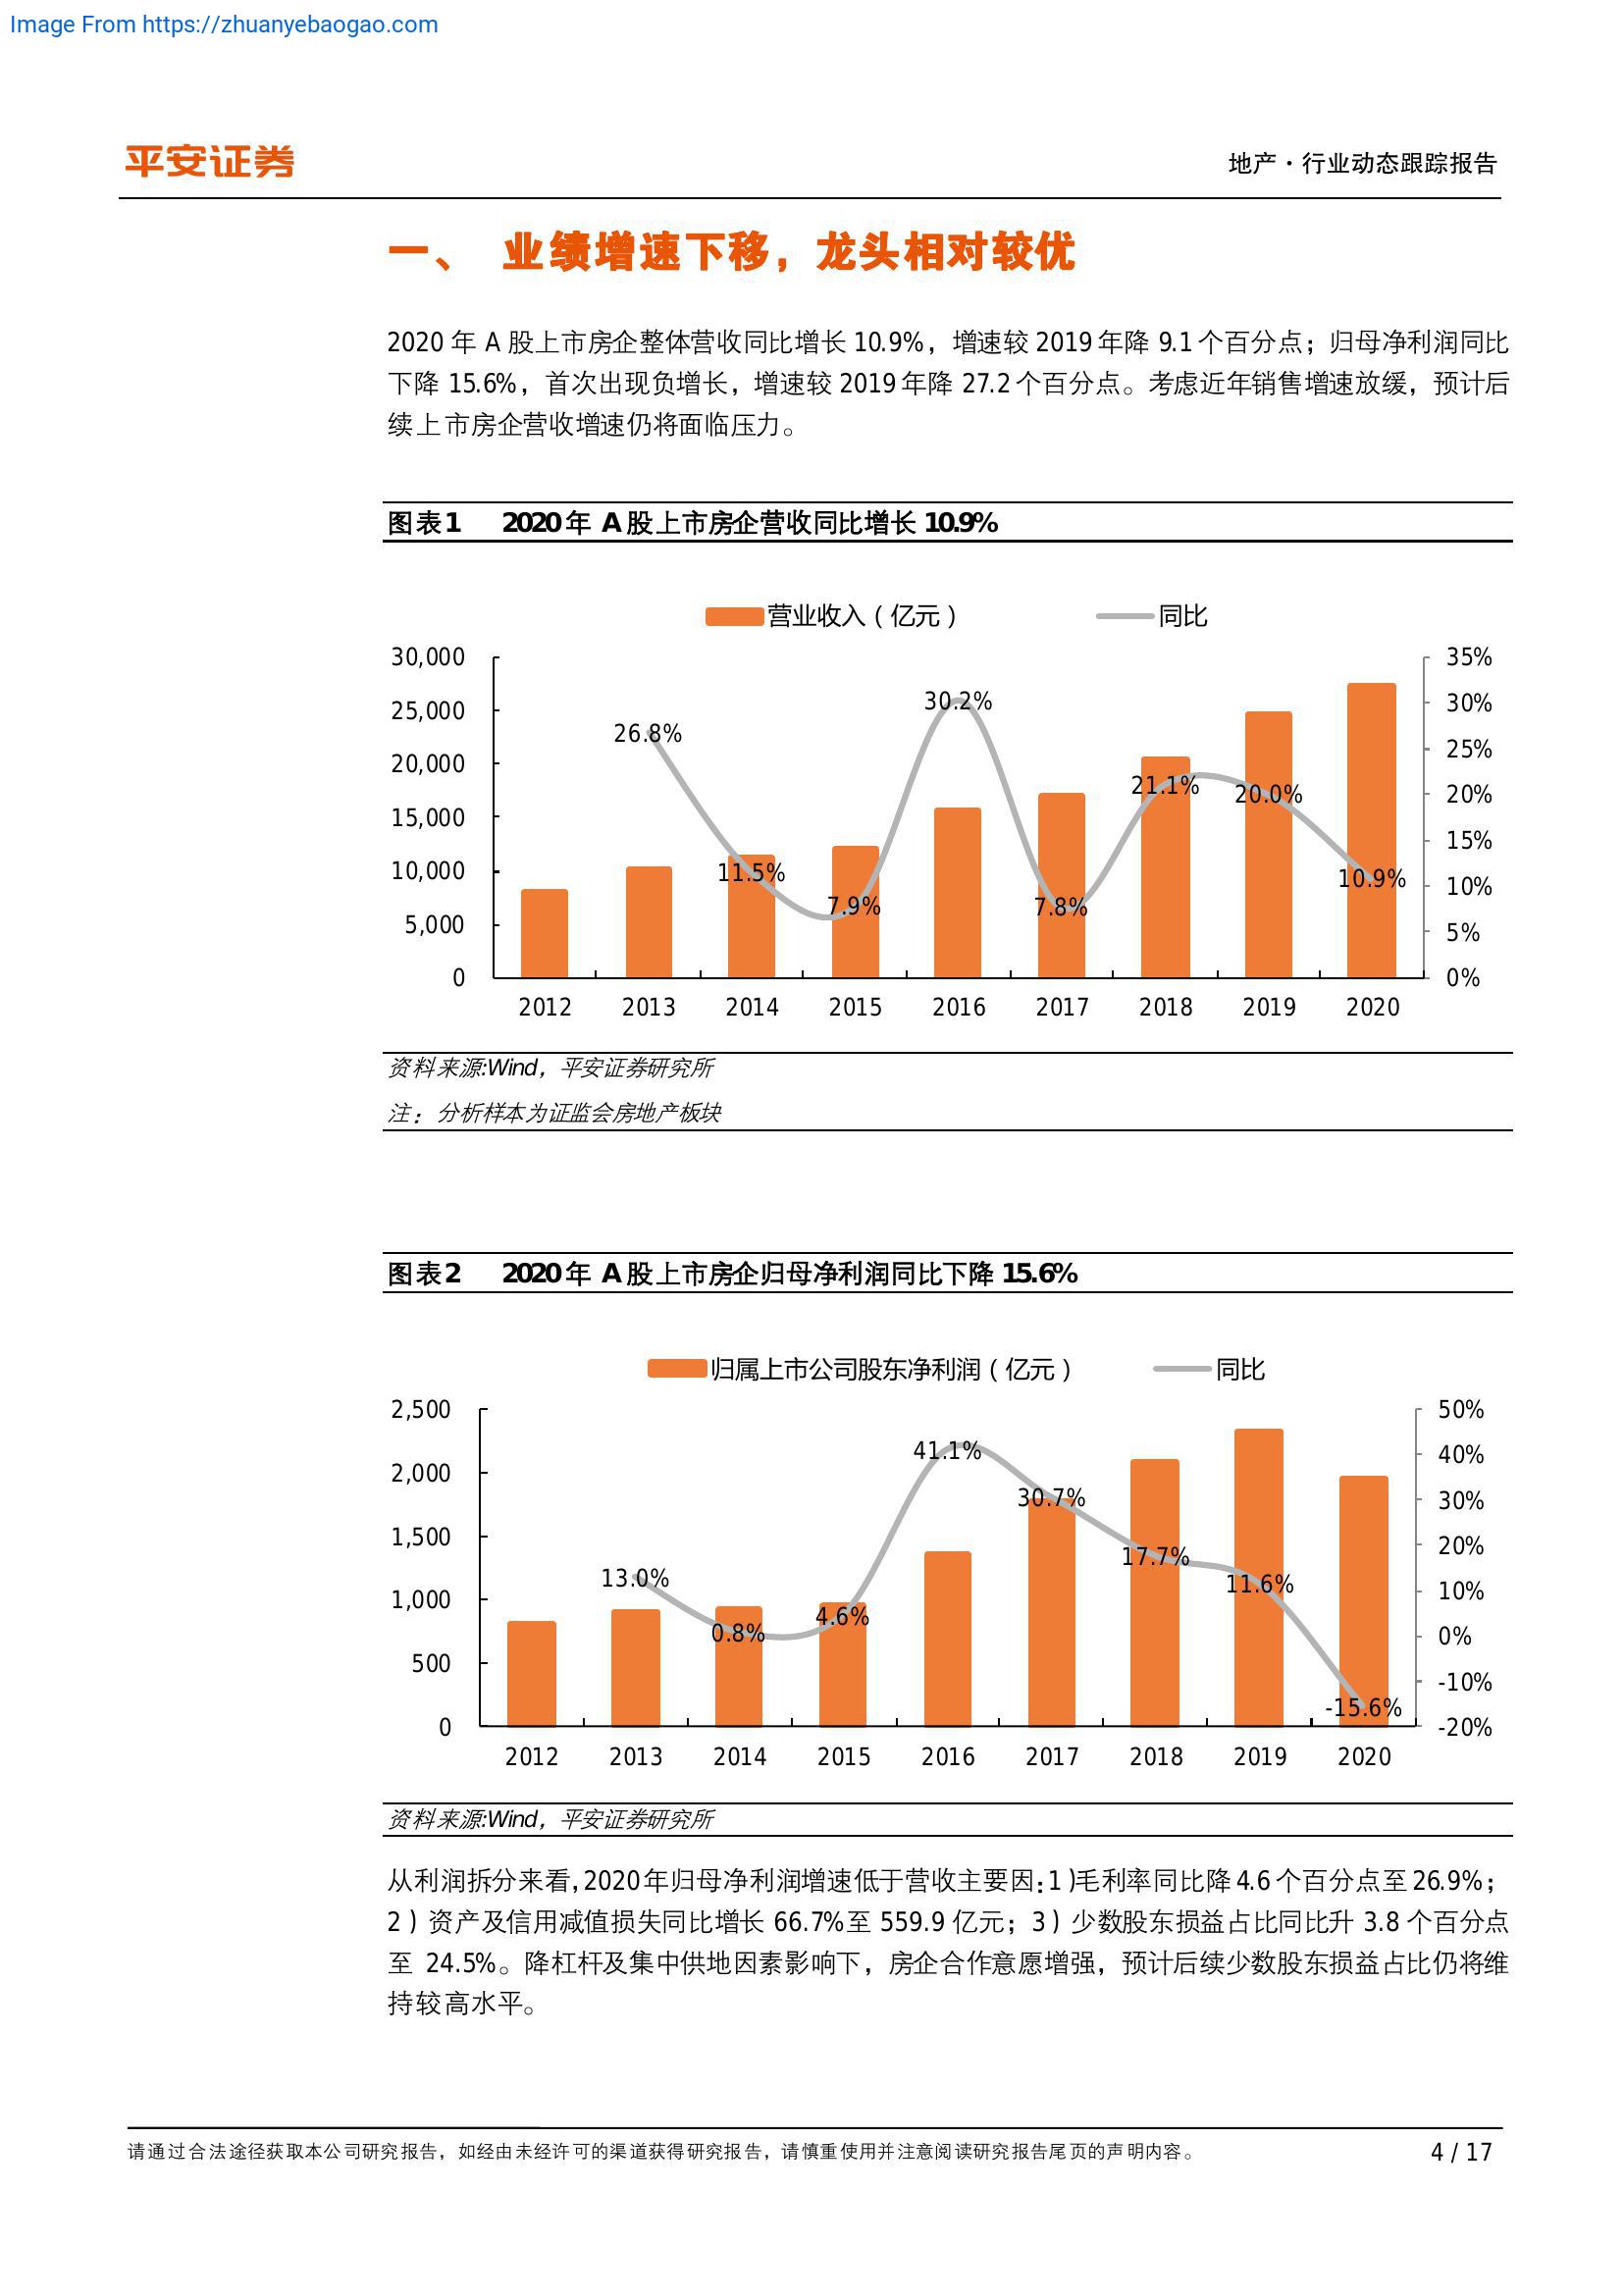 Image From https://zhuanyebaogao.com
平安证券
地产·行业动态跟踪报告
一、 业绩增速下移，龙头相对较优
2020 年 A 股上市房企整体营收同比增长 10.9%，增速较 2019 年降 9.1 个百分点；归母净利润同比
下降 15.6%，首次出现负增长，增速较 2019 年降 27.2 个百分点。考虑近年销售增速放缓，预计后
续上市房企营收增速仍将面临压力。
图表1 2020 年 A 股上市房企营收同比增长 10.9%
营业收入（亿元） 同比
30,000 35%
25,000 30%
20,000 25%
15,000 20%
10,000 15%
5,000 10%
0 5%
0%
26.8% 11.5% 7.9% 30.2% 7.8% 21.1% 20.0% 10.9%
2012 2013 2014 2015 2016 2017 2018 2019 2020
资料来源:Wind，平安证券研究所
注：分析样本为证监会房地产板块
图表2 2020 年 A 股上市房企归母净利润同比下降 15.6%
归属上市公司股东净利润（亿元） 同比
2,500 50%
2,000 40%
1,500 30%
1,000 20%
500 10%
0 0%
-10%
-20%
13.0% 0.8% 4.6% 41.1% 30.7% 17.7% 11.6% -15.6%
2012 2013 2014 2015 2016 2017 2018 2019 2020
资料来源:Wind，平安证券研究所
从利润拆分来看，2020 年归母净利润增速低于营收主要因：1）毛利率同比降 4.6 个百分点至 26.9%；
2）资产及信用减值损失同比增长 66.7%至 559.9 亿元；3）少数股东损益占比同比升 3.8 个百分点
至 24.5%。降杠杆及集中供地因素影响下，房企合作意愿增强，预计后续少数股东损益占比仍将维
持较高水平。
请通过合法途径获取本公司研究报告，如经由未经许可的渠道获得研究报告，请慎重使用并注意阅读研究报告尾页的声明内容。
4 / 17